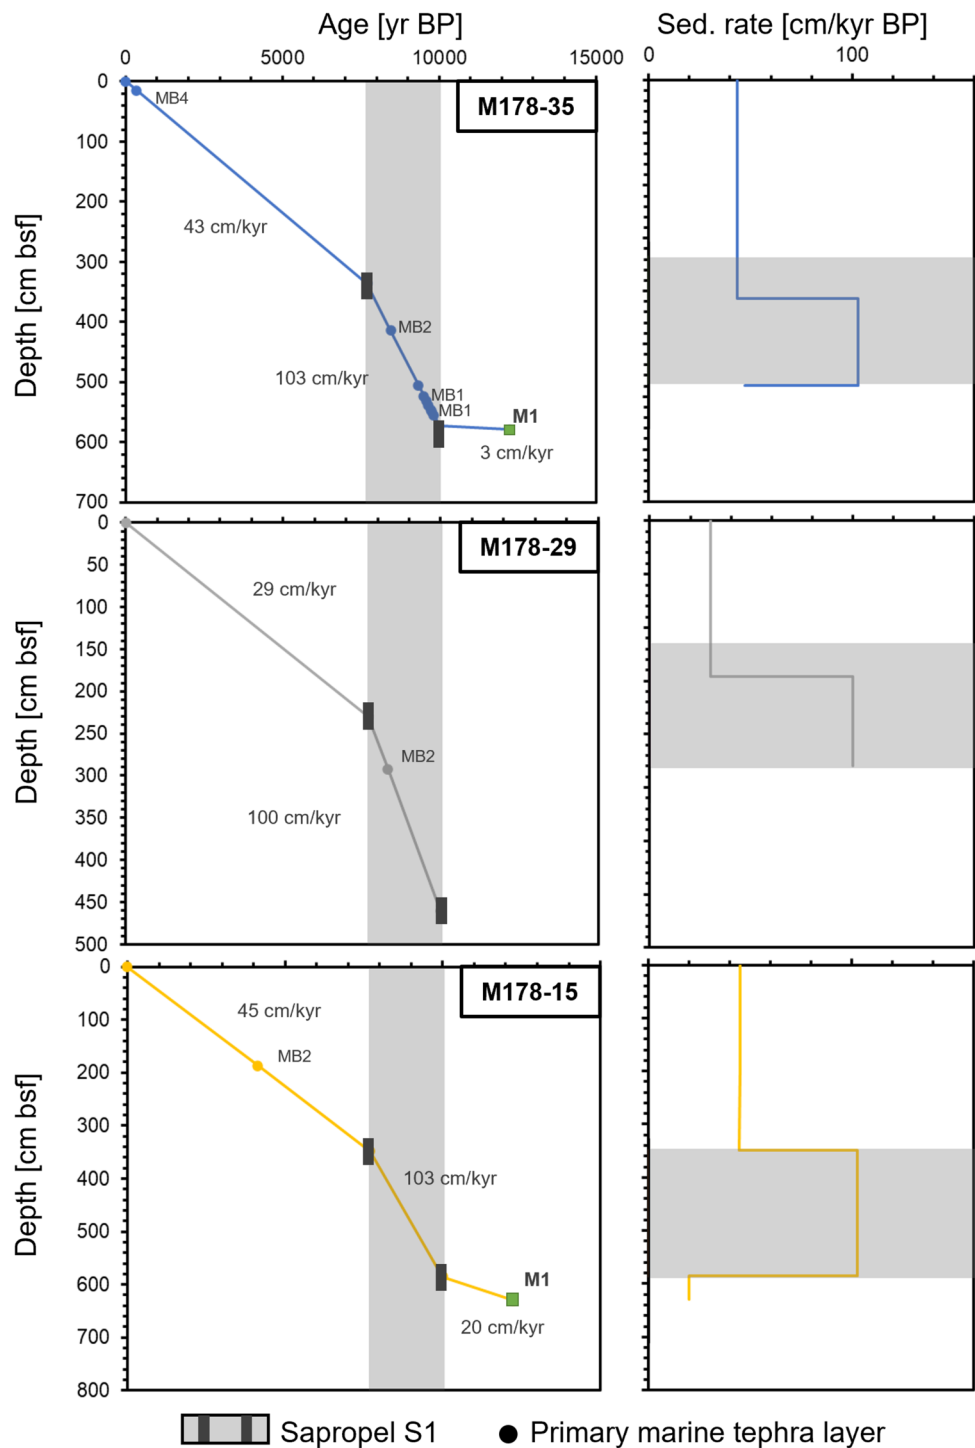 Age [yr BP]
Sed. rate [cm/kyr BP]
0 5000 10000 15000
0 100
0
100
200
300
400
500
600
700
Depth [cm bsf]
M178-35
MB4
43 cm/kyr
MB2
103 cm/kyr
MB1
MB1
M1
3 cm/kyr
0
50
100
150
200
250
300
350
400
450
500
Depth [cm bsf]
M178-29
29 cm/kyr
MB2
100 cm/kyr
0
100
200
300
400
500
600
700
800
Depth [cm bsf]
M178-15
45 cm/kyr
MB2
103 cm/kyr
M1
20 cm/kyr
Sapropel S1
Primary marine tephra layer